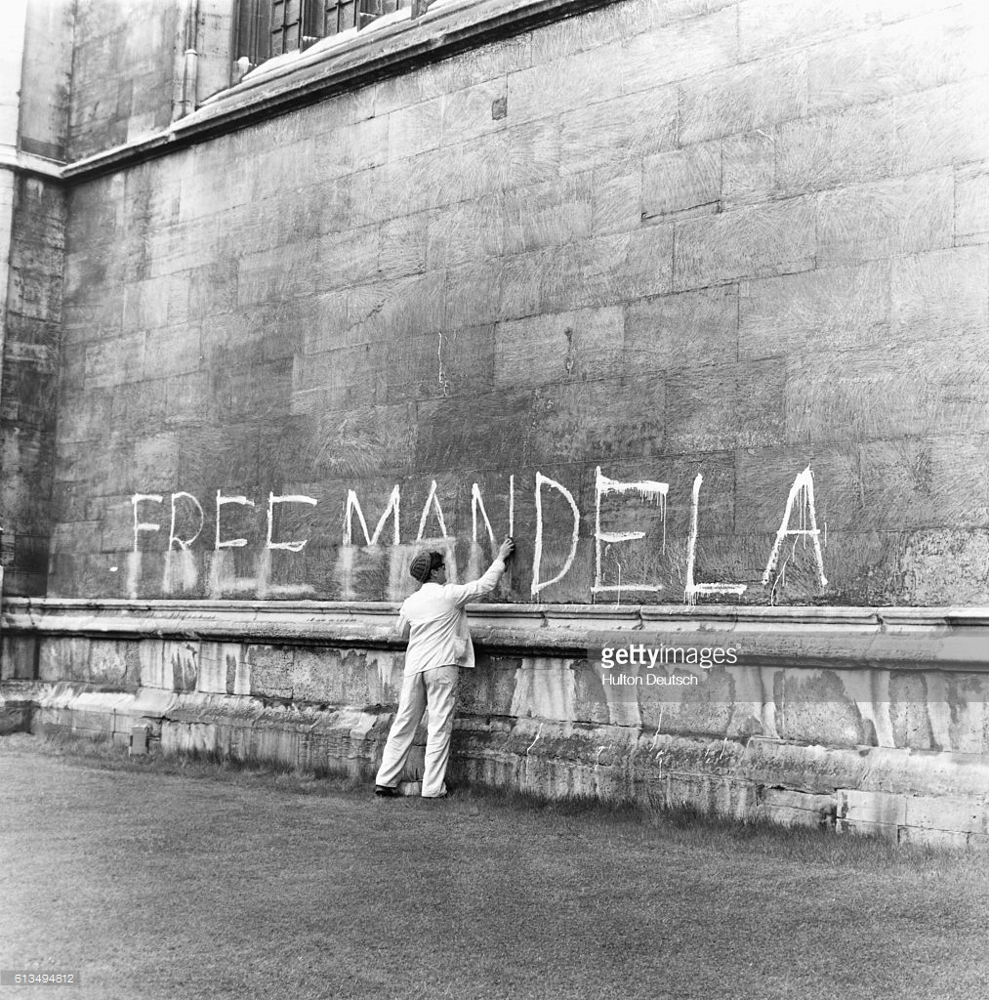 FREE MANDELA
gettyimages
Hulton Deutsch
613494812